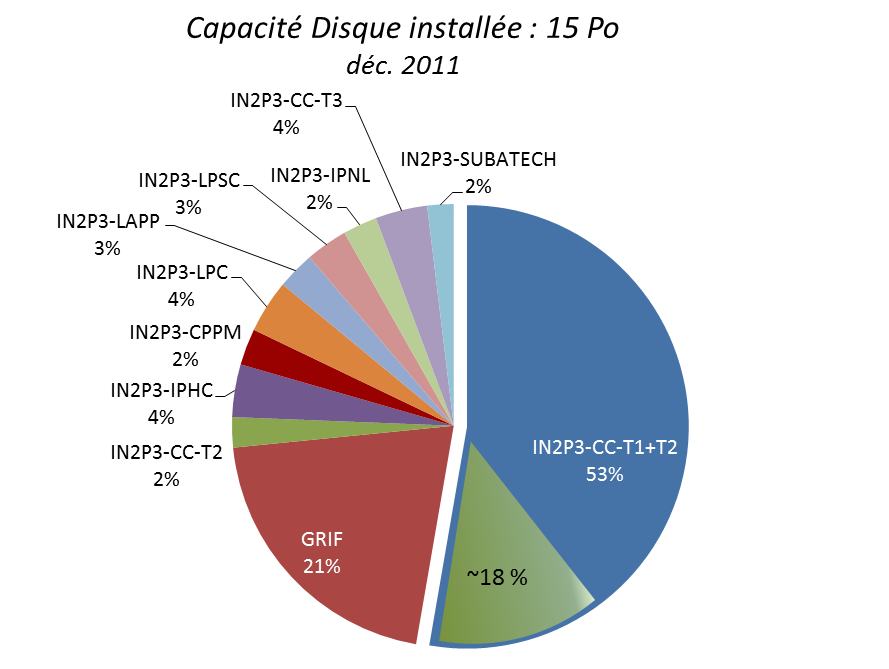 Capacité Disque installée : 15 Po
déc. 2011
IN2P3-CC-T3
4%
IN2P3-SUBATECH
2%
IN2P3-IPNL
2%
IN2P3-LPSC
3%
IN2P3-LAPP
3%
IN2P3-LPC
4%
IN2P3-CPPM
2%
IN2P3-IPHC
4%
IN2P3-CC-T2
2%
IN2P3-CC-T1+T2
53%
GRIF
21%
~18 %